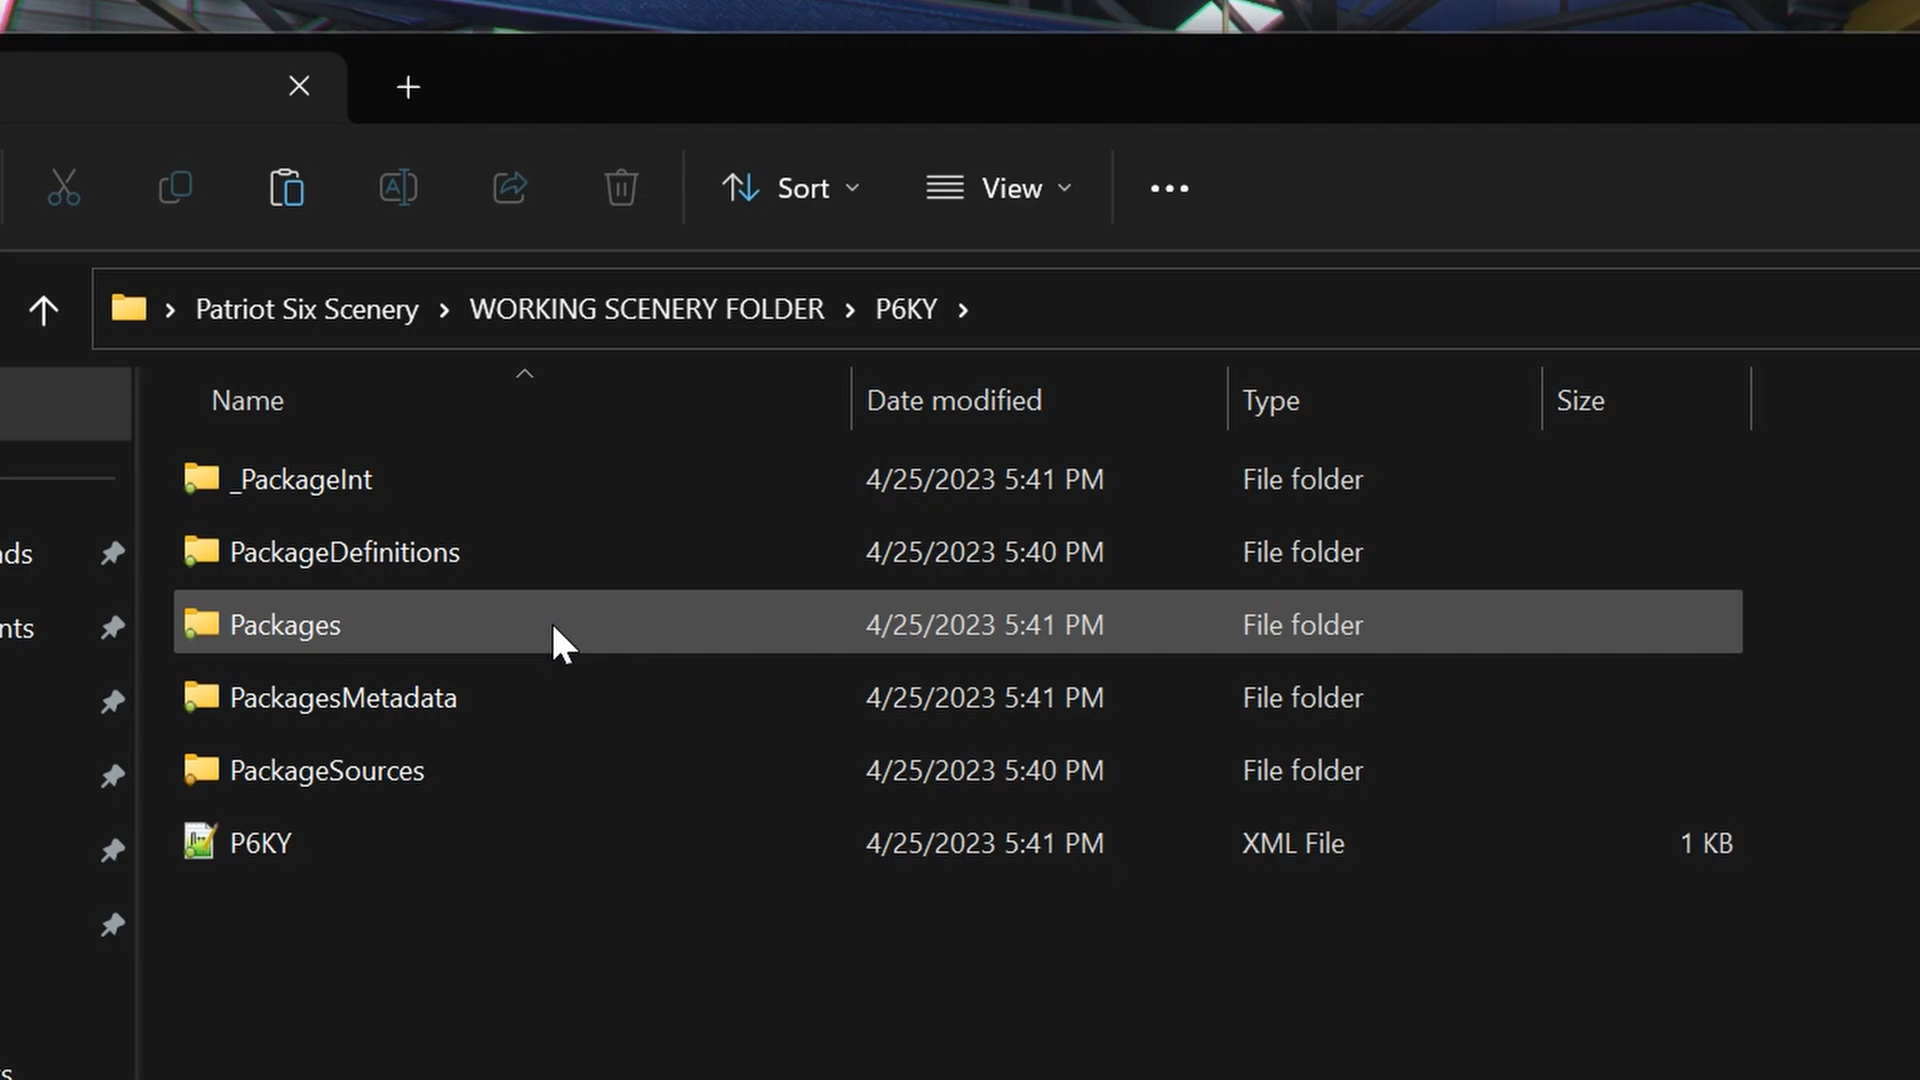 Sort
View
Patriot Six Scenery > WORKING SCENERY FOLDER > P6KY >
Name Date modified Type Size
_PackageInt 4/25/2023 5:41 PM File folder
PackageDefinitions 4/25/2023 5:40 PM File folder
Packages 4/25/2023 5:41 PM File folder
PackagesMetadata 4/25/2023 5:41 PM File folder
PackageSources 4/25/2023 5:40 PM File folder
P6KY 4/25/2023 5:41 PM XML File 1 KB